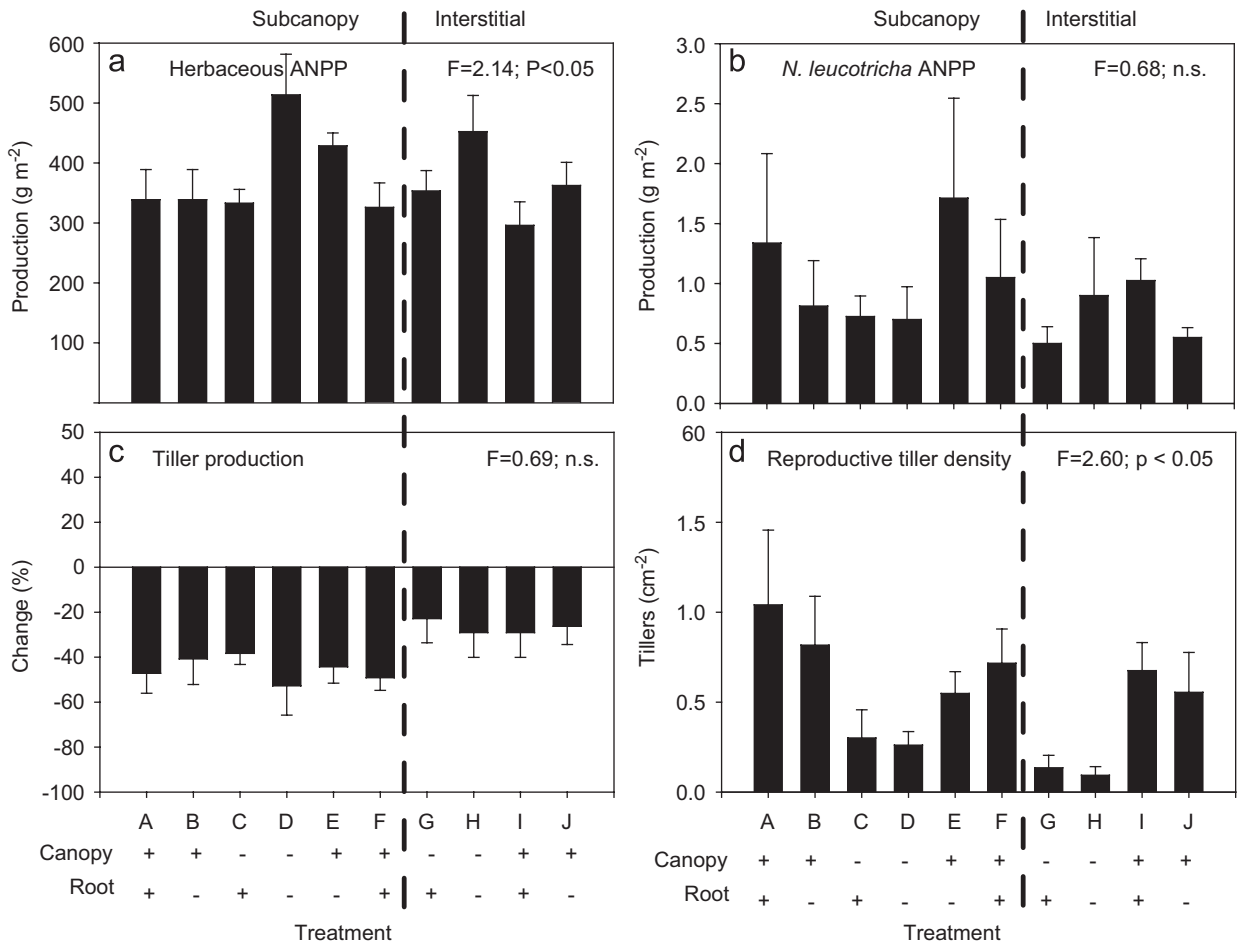 Subcanopy Interstitial Subcanopy Interstitial
a Herbaceous ANPP F=2.14; P<0.05
Production (g m-2)
600
500
400
300
200
100
b N. leucotricha ANPP F=0.68; n.s.
Production (g m-2)
3.0
2.5
2.0
1.5
1.0
0.5
0.0
c Tiller production F=0.69; n.s.
Change (%)
50
40
20
0
-20
-40
-60
-80
-100
A B C D E F G H I J
Canopy + + - - + + - - + +
Root + - + - - + + - + -
Treatment
d Reproductive tiller density F=2.60; p < 0.05
Tillers (cm-2)
60
1.5
1.0
0.5
0.0
A B C D E F G H I J
Canopy + + - - + + - - + +
Root + - + - - + + - + -
Treatment